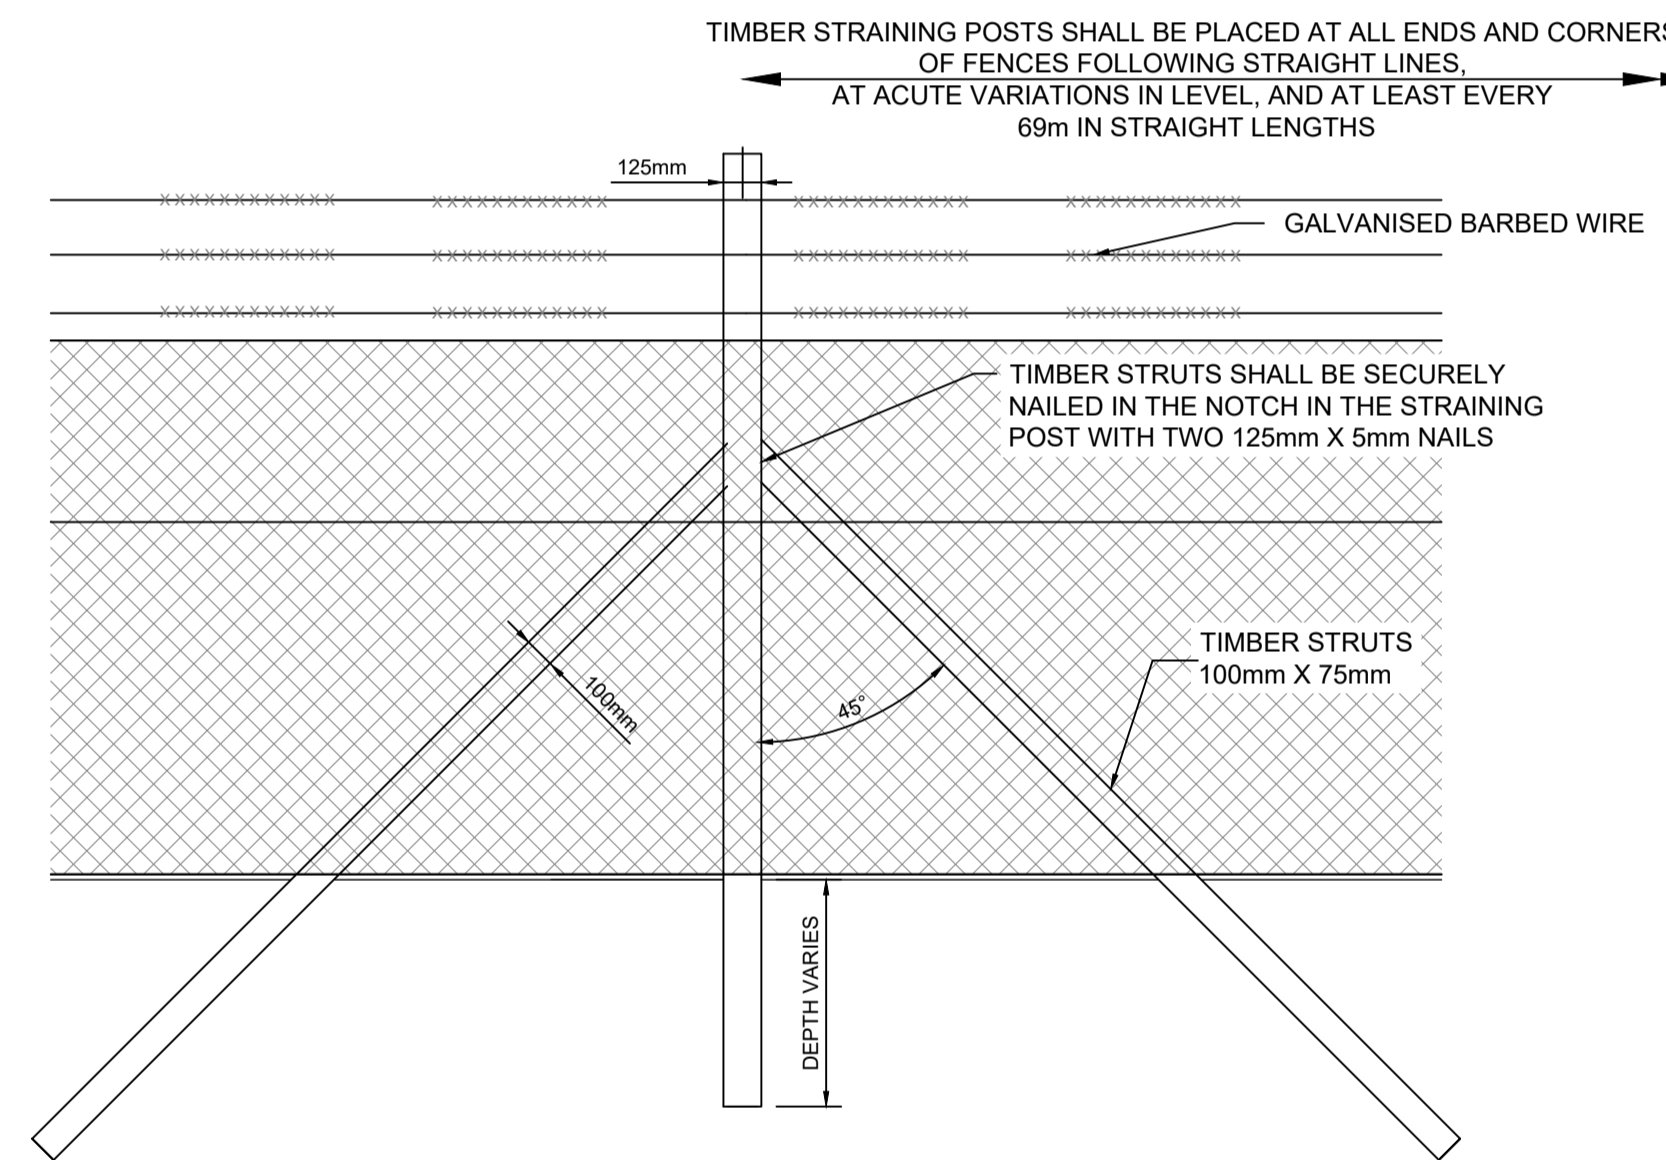 TIMBER STRAINING POSTS SHALL BE PLACED AT ALL ENDS AND CORNERS
OF FENCES FOLLOWING STRAIGHT LINES,
AT ACUTE VARIATIONS IN LEVEL, AND AT LEAST EVERY
69m IN STRAIGHT LENGTHS
125mm
GALVANISED BARBED WIRE
TIMBER STRUTS SHALL BE SECURELY
NAILED IN THE NOTCH IN THE STRAINING
POST WITH TWO 125mm X 5mm NAILS
TIMBER STRUTS
100mm X 75mm
100mm
45°
DEPTH VARIES